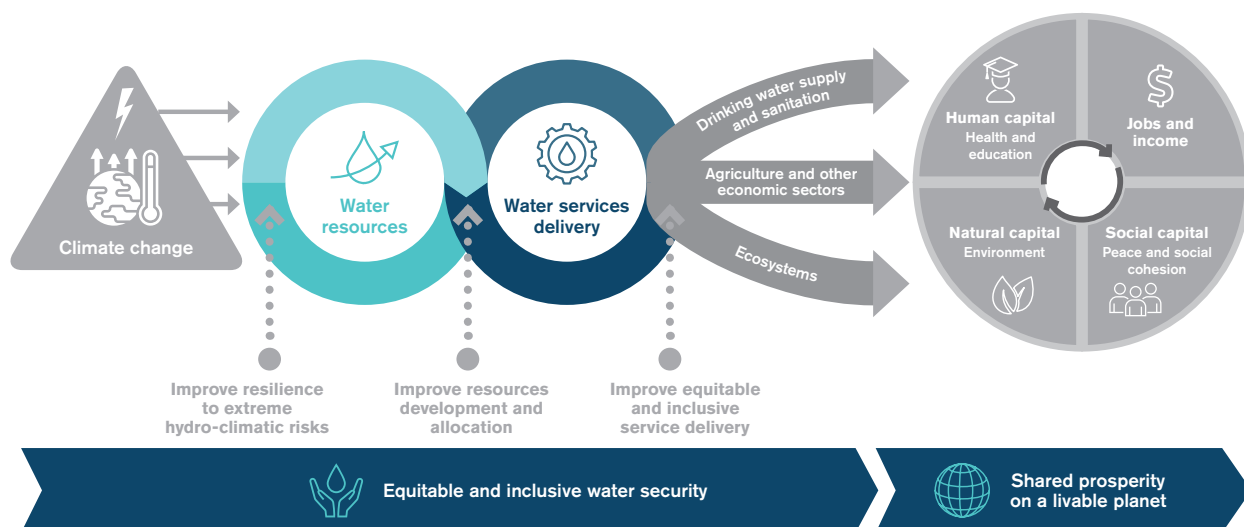 Climate change
Water
resources
Water services
delivery
Drinking water supply
and sanitation
Agriculture and other
economic sectors
Ecosystems
Human capital
Health and
education
Jobs and
income
Natural capital
Environment
Social capital
Peace and social
cohesion
Improve resilience
to extreme
hydro-climatic risks
Improve resources
development and
allocation
Improve equitable
and inclusive
service delivery
Equitable and inclusive water security
Shared prosperity
on a livable planet